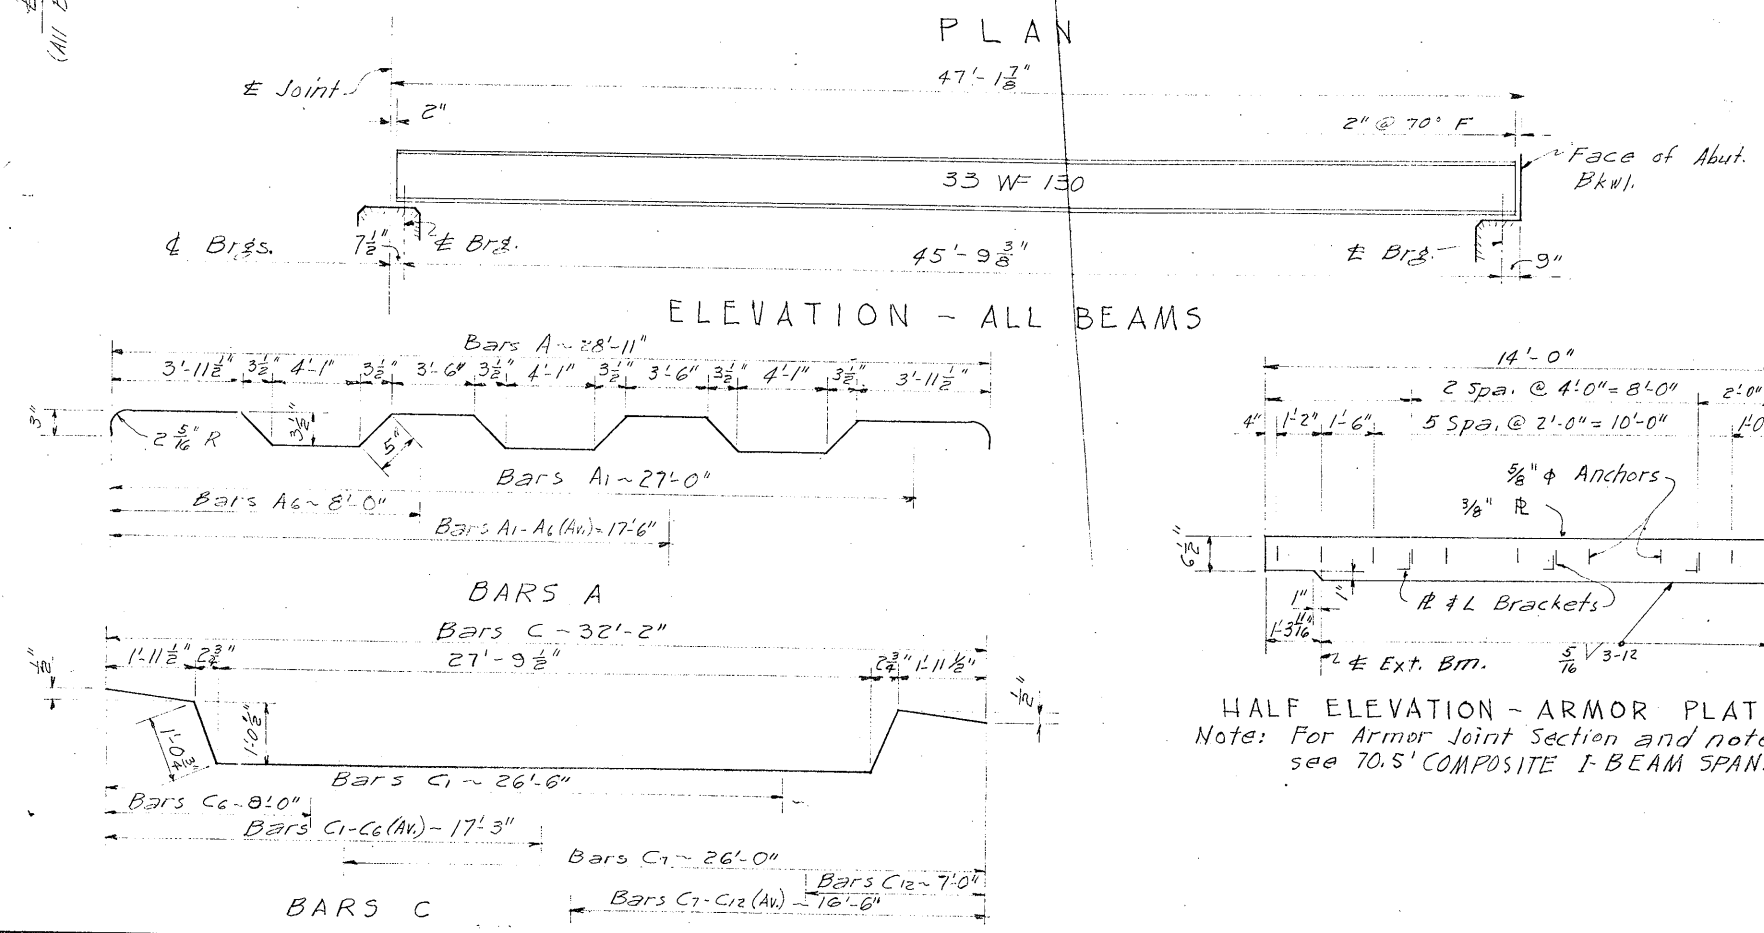 (All
PLAN
47'-1 7/8"
℄ Joint
2"
2" @ 70° F
Face of Abut.
Bkwl.
33 WF 130
℄ Brgs.
7 1/2"
℄ Brg.
45'-9 3/8"
℄ Brg.
9"
ELEVATION - ALL BEAMS
Bars A ~ 28'-11"
3'-11 1/2" 3 1/2" 4'-1" 3 1/2" 3'-6" 3 1/2" 4'-1" 3 1/2" 3'-6" 3 1/2" 4'-1" 3 1/2" 3'-11 1/2"
3"
2 5/16" R
3 1/2"
5"
Bars A1 ~ 27'-0"
Bars A6 ~ 8'-0"
Bars A1-A6 (Av.) = 17'-6"
BARS A
Bars C ~ 32'-2"
1'-11 1/2" 2 3/4" 27'-9 1/2" 2 3/4" 1'-11 1/2"
1/2"
1/2"
1'-0 3/4"
1'-0 1/2"
Bars C1 ~ 26'-6"
Bars C6 ~ 8'-0"
Bars C1-C6 (Av.) ~ 17'-3"
Bars C7 ~ 26'-0"
Bars C12 ~ 7'-0"
Bars C7-C12 (Av.) ~ 16'-6"
BARS C
14'-0"
2 Spa. @ 4'-0" = 8'-0" 2'-0"
4" 1'-2" 1'-6" 5 Spa. @ 2'-0" = 10'-0" 1'-0
5/8" φ Anchors
3/8" ℞
6 1/2"
1"
1"
℞ & L Brackets
1'-3 11/16"
℄ Ext. Bm.
5/16 V 3-12
HALF ELEVATION - ARMOR PLAT
Note: For Armor Joint Section and note
see 70.5' COMPOSITE I-BEAM SPAN